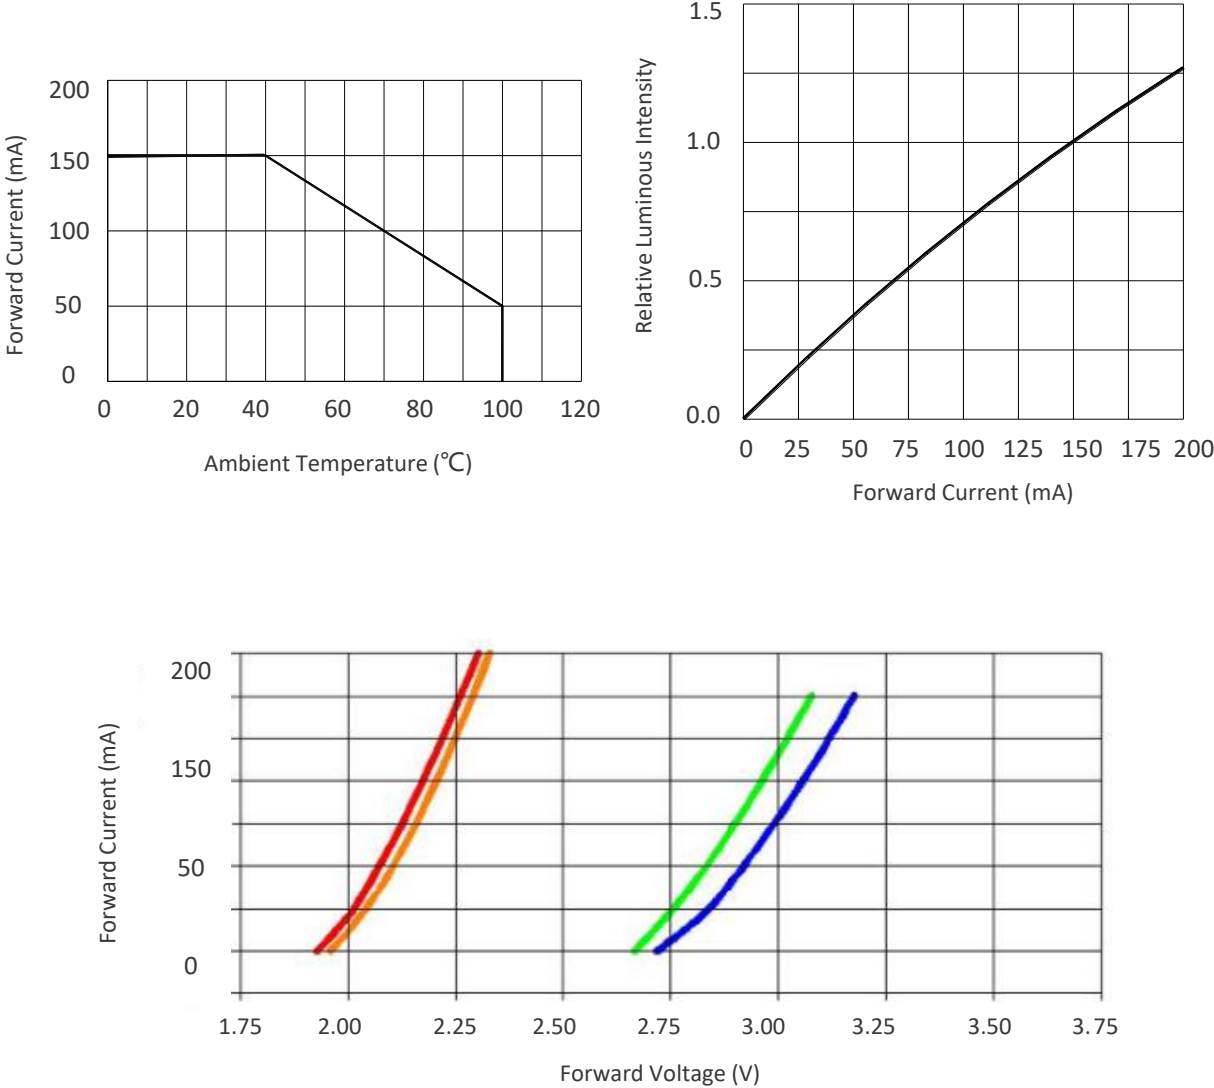 200
150
100
50
0
Forward Current (mA)
0 20 40 60 80 100 120
Ambient Temperature (℃)
1.5
1.0
0.5
0.0
Relative Luminous Intensity
0 25 50 75 100 125 150 175 200
Forward Current (mA)
200
150
50
0
Forward Current (mA)
1.75 2.00 2.25 2.50 2.75 3.00 3.25 3.50 3.75
Forward Voltage (V)